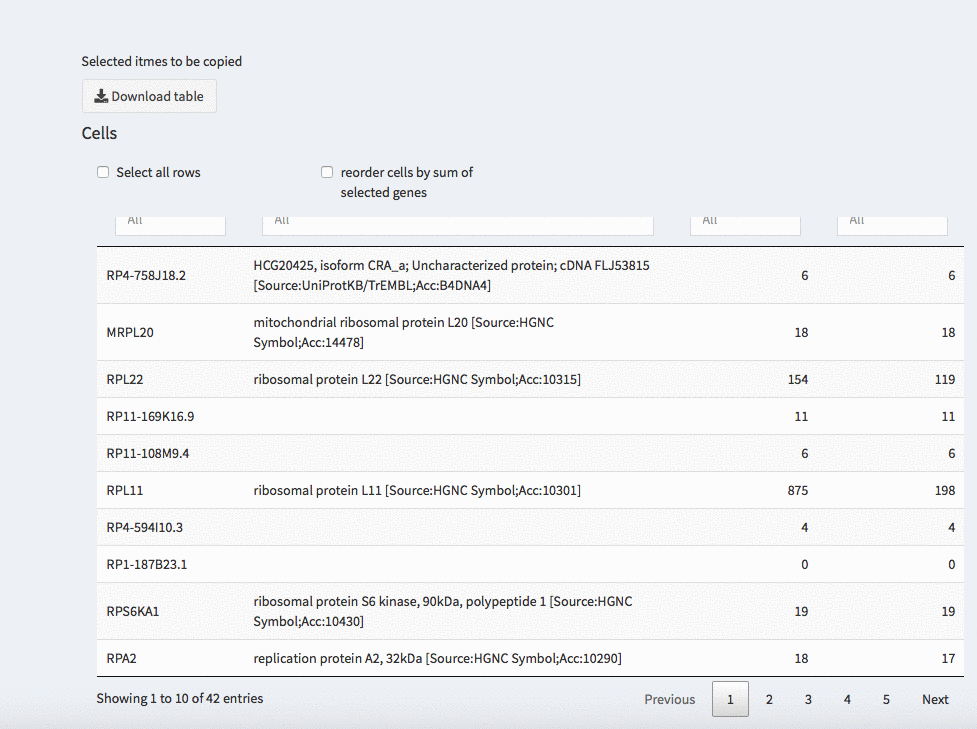 Selected itmes to be copied
Download table
Cells
Select all rows
reorder cells by sum of
selected genes
All All All All
RP4-758J18.2 HCG20425, isoform CRA_a; Uncharacterized protein; cDNA FLJ53815 6 6
[Source:UniProtKB/TrEMBL;Acc:B4DNA4]
MRPL20 mitochondrial ribosomal protein L20 [Source:HGNC 18 18
Symbol;Acc:14478]
RPL22 ribosomal protein L22 [Source:HGNC Symbol;Acc:10315] 154 119
RP11-169K16.9 11 11
RP11-108M9.4 6 6
RPL11 ribosomal protein L11 [Source:HGNC Symbol;Acc:10301] 875 198
RP4-594I10.3 4 4
RP1-187B23.1 0 0
RPS6KA1 ribosomal protein S6 kinase, 90kDa, polypeptide 1 [Source:HGNC 19 19
Symbol;Acc:10430]
RPA2 replication protein A2, 32kDa [Source:HGNC Symbol;Acc:10290] 18 17
Showing 1 to 10 of 42 entries Previous 1 2 3 4 5 Next